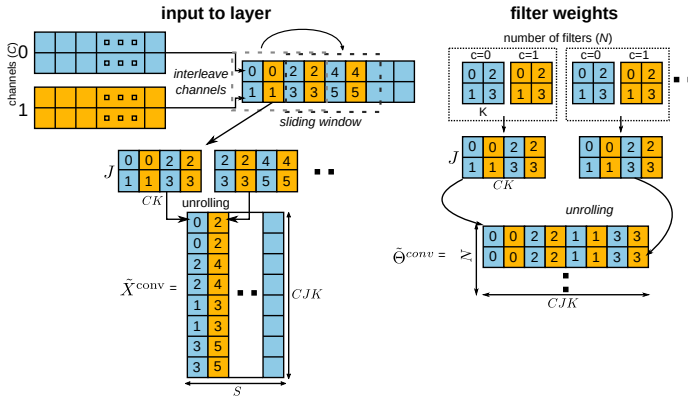 input to layer
channels (C)
0
1
interleave
channels
0 0 2 2 4 4
1 1 3 3 5 5
sliding window
J
0 0 2 2
1 1 3 3
2 2 4 4
3 3 5 5
CK
unrolling
X̃^conv =
0 2
0 2
2 4
2 4
1 3
1 3
3 5
3 5
CJK
S
filter weights
number of filters (N)
c=0 c=1
0 2 0 2
1 3 1 3
K
c=0 c=1
0 2 0 2
1 3 1 3
J
0 0 2 2
1 1 3 3
CK
0 0 2 2
1 1 3 3
unrolling
Θ̃^conv =
N
0 0 2 2 1 1 3 3
0 0 2 2 1 1 3 3
CJK